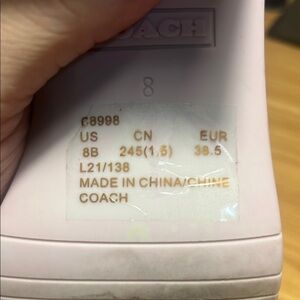 COACH
8
C8998
US CN EUR
8B 245(1.5) 38.5
L21/138
MADE IN CHINA/CHINE
COACH